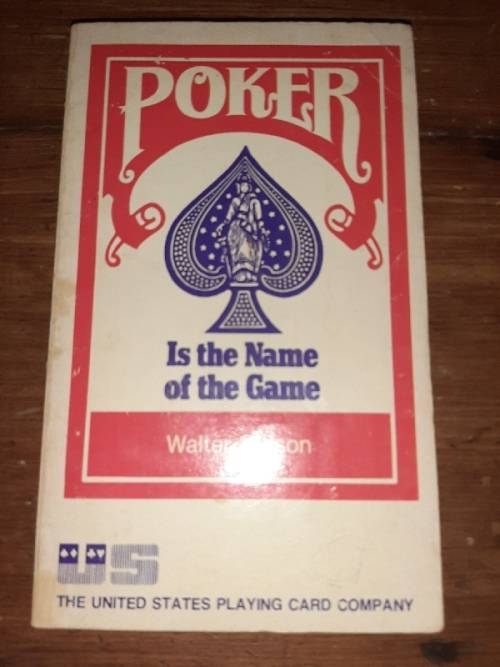 POKER
Is the Name
of the Game
Walter
US
THE UNITED STATES PLAYING CARD COMPANY